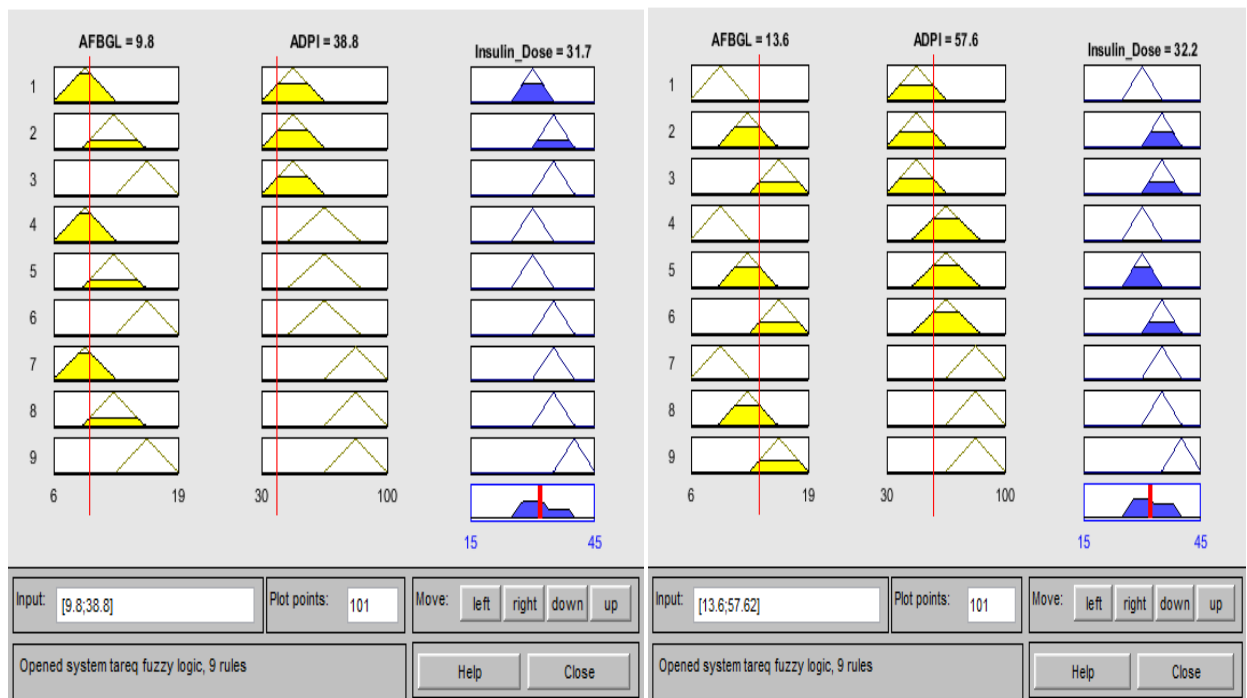 AFBGL = 9.8 ADPI = 38.8 Insulin_Dose = 31.7
1
2
3
4
5
6
7
8
9
6 19 30 100
15 45
Input: [9.8;38.8] Plot points: 101 Move: left right down up
Opened system tareq fuzzy logic, 9 rules Help Close
AFBGL = 13.6 ADPI = 57.6 Insulin_Dose = 32.2
1
2
3
4
5
6
7
8
9
6 19 30 100
15 45
Input: [13.6;57.62] Plot points: 101 Move: left right down up
Opened system tareq fuzzy logic, 9 rules Help Close